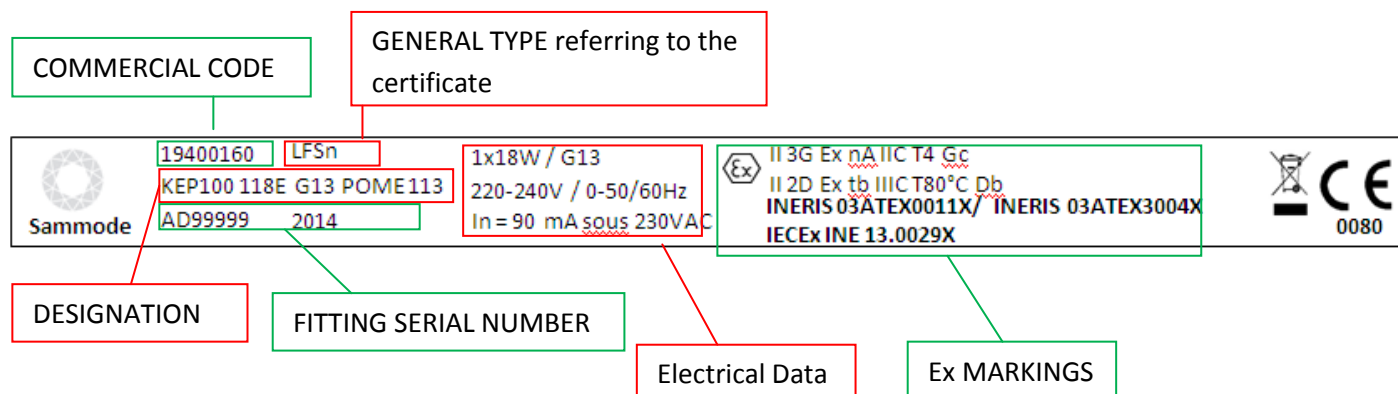 COMMERCIAL CODE
GENERAL TYPE referring to the
certificate
Sammode
19400160 LFSn
KEP100 118E G13 POME 113
AD99999 2014
1x18W / G13
220-240V / 0-50/60Hz
In = 90 mA sous 230VAC
Ex
II 3G Ex nA IIC T4 Gc
II 2D Ex tb IIIC T80°C Db
INERIS 03ATEX0011X/ INERIS 03ATEX3004X
IECEx INE 13.0029X
CE
0080
DESIGNATION
FITTING SERIAL NUMBER
Electrical Data
Ex MARKINGS